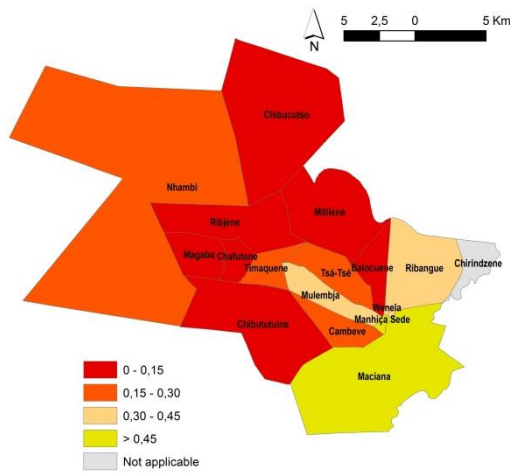 5 2,5 0 5 Km
N
Chibucutso
Nhambi
Ribjene
Mitilene
Magaba
Chafutene
Timaquene
Tsá-Tsé
Balocuene
Ribangue
Chirindzene
Mulembja
Wenela
Manhiça Sede
Chibututuine
Cambeve
Maciana
0 - 0,15
0,15 - 0,30
0,30 - 0,45
> 0,45
Not applicable